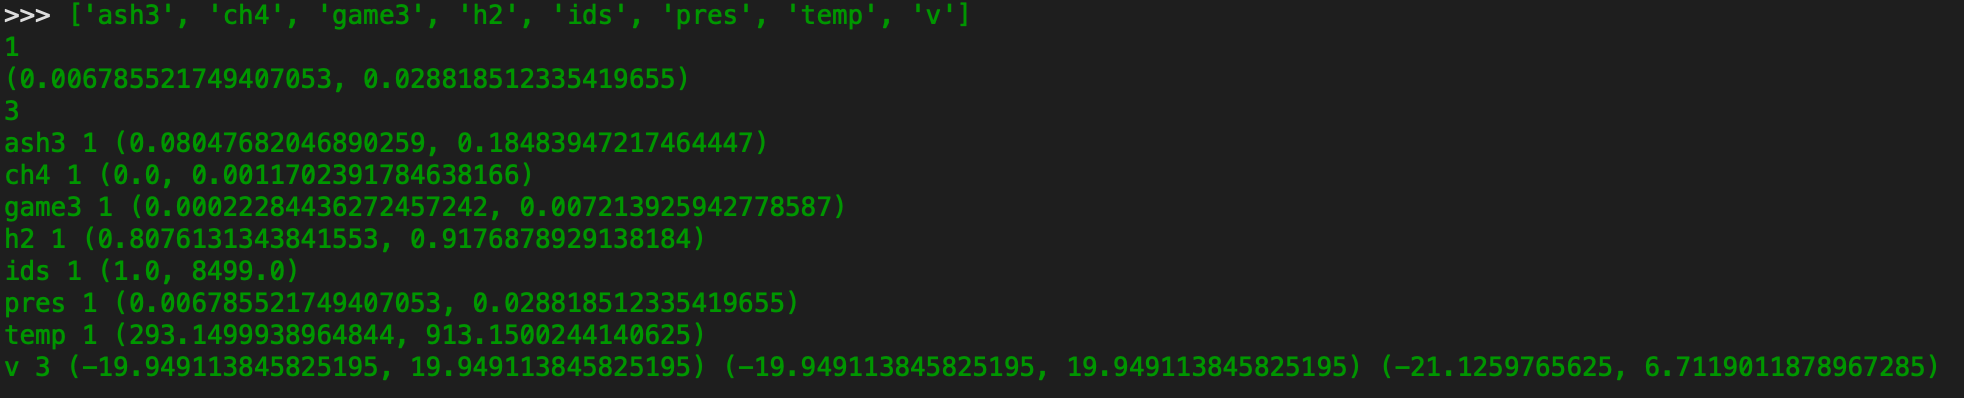 >>> ['ash3', 'ch4', 'game3', 'h2', 'ids', 'pres', 'temp', 'v']
1
(0.006785521749407053, 0.028818512335419655)
3
ash3 1 (0.08047682046890259, 0.18483947217464447)
ch4 1 (0.0, 0.0011702391784638166)
game3 1 (0.00022284436272457242, 0.007213925942778587)
h2 1 (0.8076131343841553, 0.9176878929138184)
ids 1 (1.0, 8499.0)
pres 1 (0.006785521749407053, 0.028818512335419655)
temp 1 (293.1499938964844, 913.1500244140625)
v 3 (-19.949113845825195, 19.949113845825195) (-19.949113845825195, 19.949113845825195) (-21.1259765625, 6.7119011878967285)